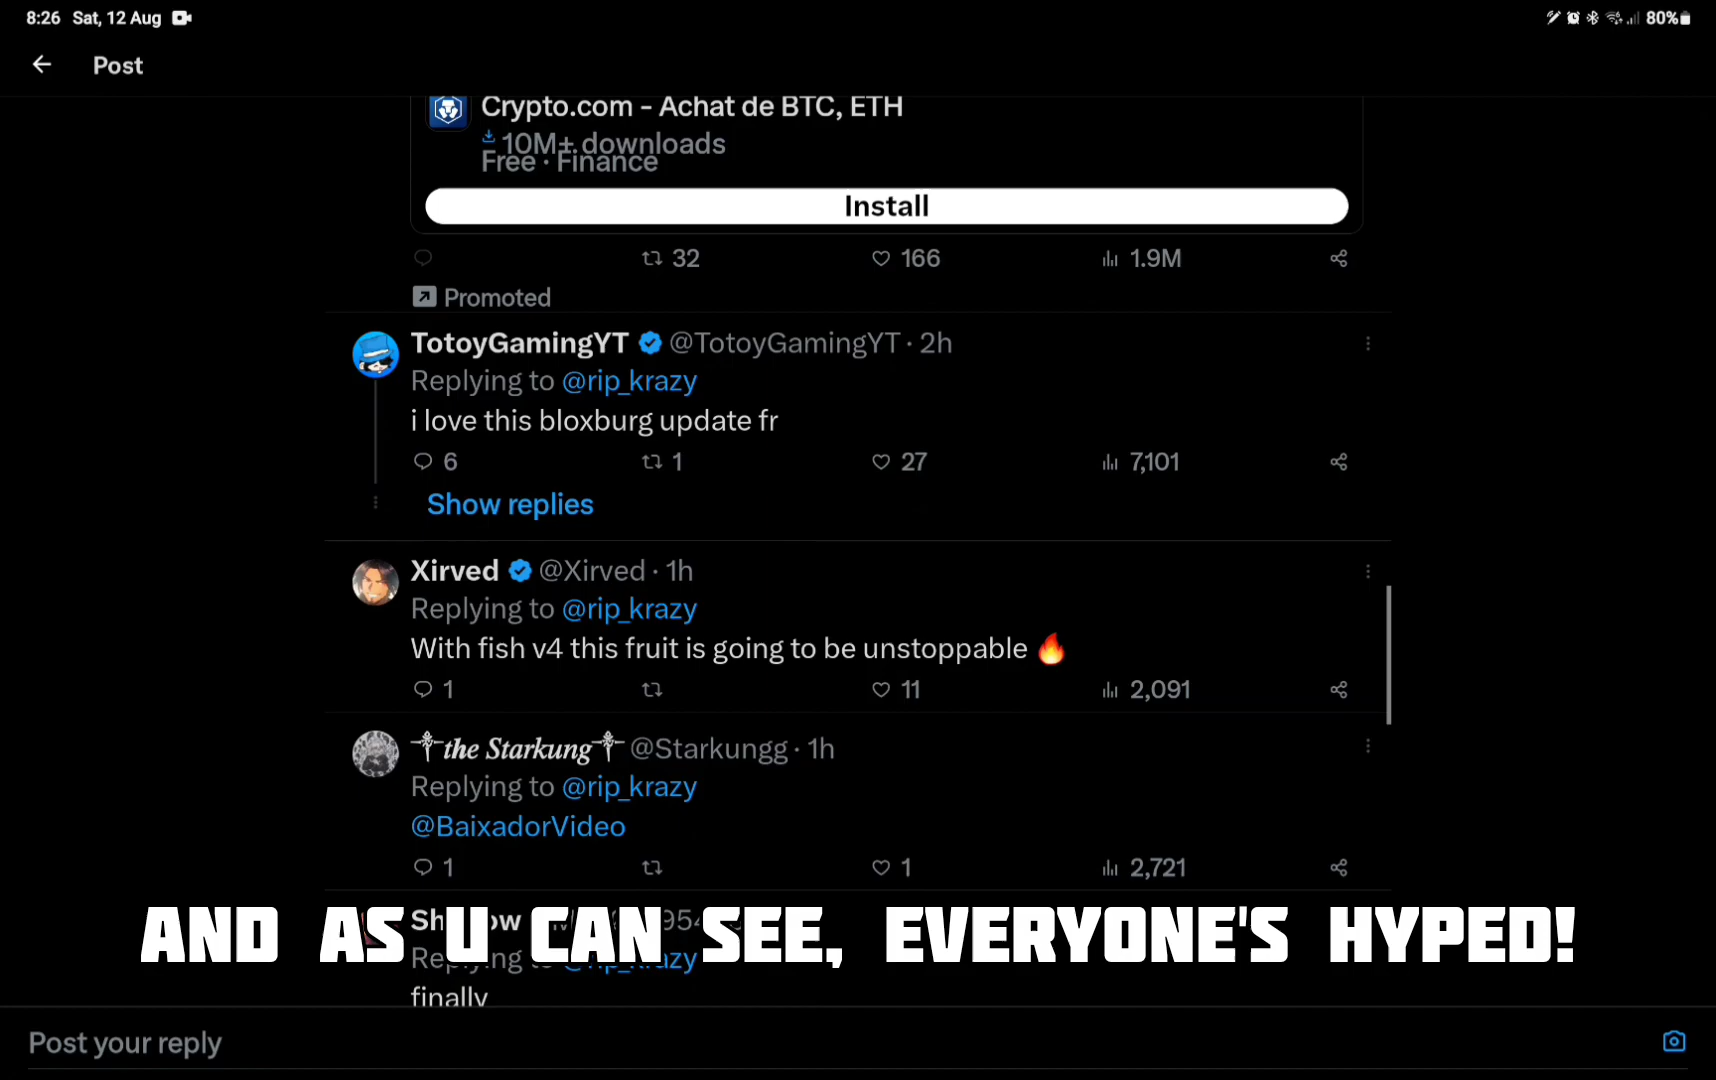 8:26 Sat, 12 Aug
80%
Post
Crypto.com - Achat de BTC, ETH
10M+ downloads
Free · Finance
Install
32 166 1.9M
Promoted
TotoyGamingYT @TotoyGamingYT · 2h
Replying to @rip_krazy
i love this bloxburg update fr
6 1 27 7,101
Show replies
Xirved @Xirved · 1h
Replying to @rip_krazy
With fish v4 this fruit is going to be unstoppable 🔥
1 11 2,091
the Starkung @Starkungg · 1h
Replying to @rip_krazy
@BaixadorVideo
1 1 2,721
AND AS U CAN SEE, EVERYONE'S HYPED!
Replying to @rip_krazy
finally
Post your reply